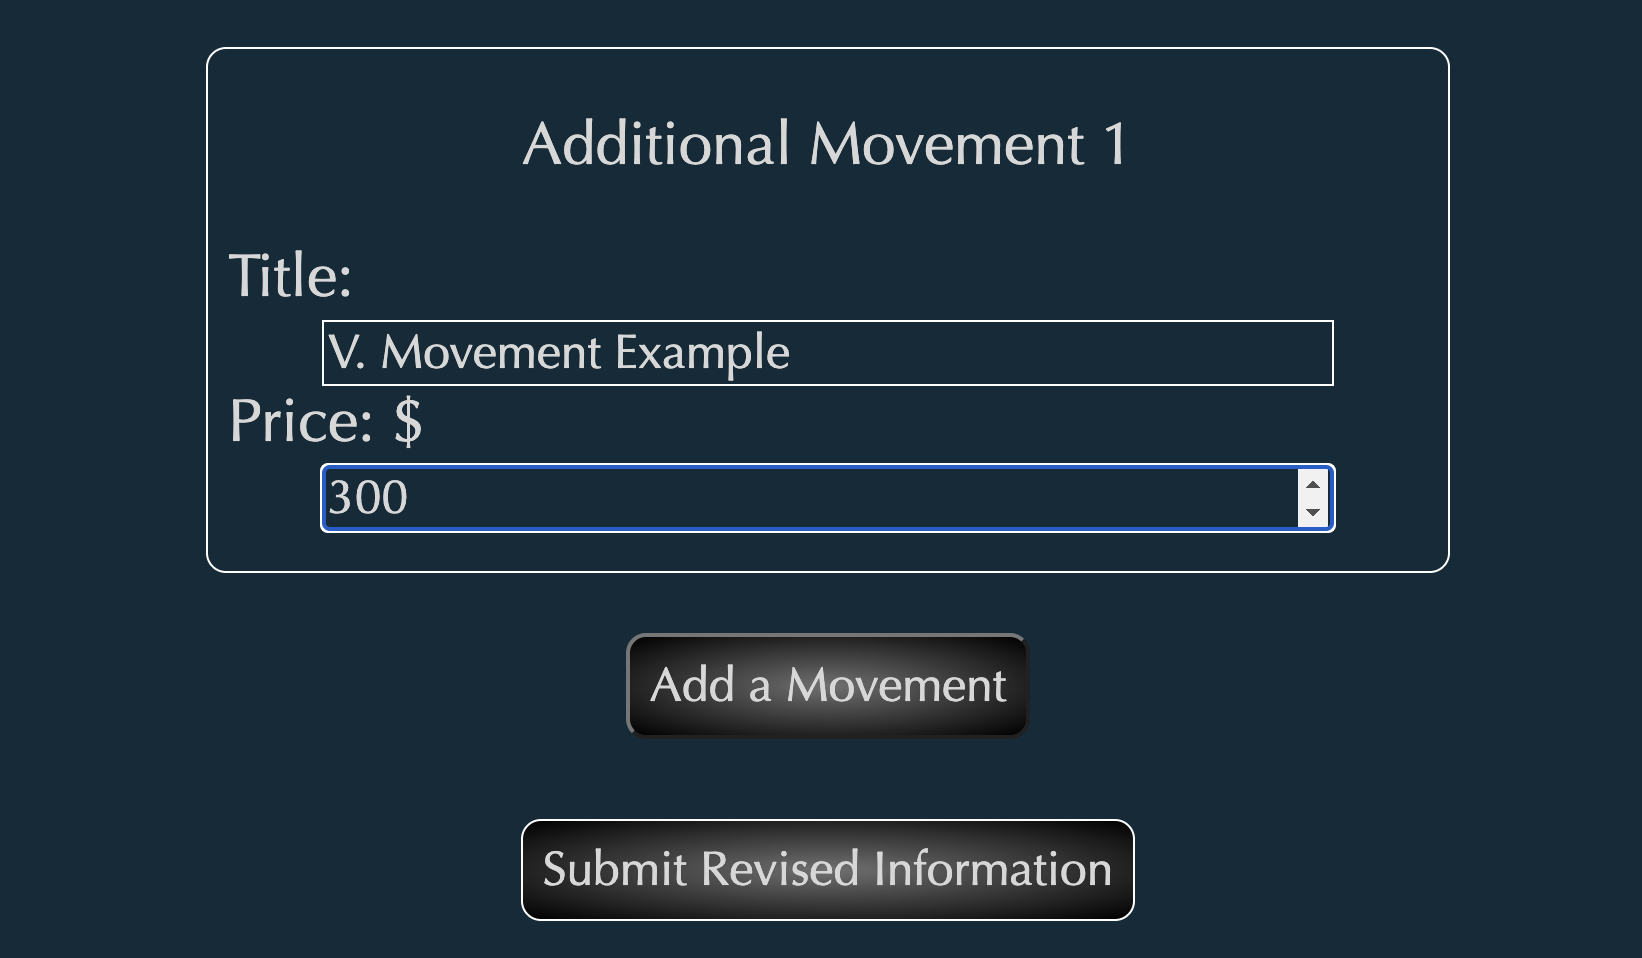 Additional Movement 1
Title:
V. Movement Example
Price: $
300
Add a Movement
Submit Revised Information